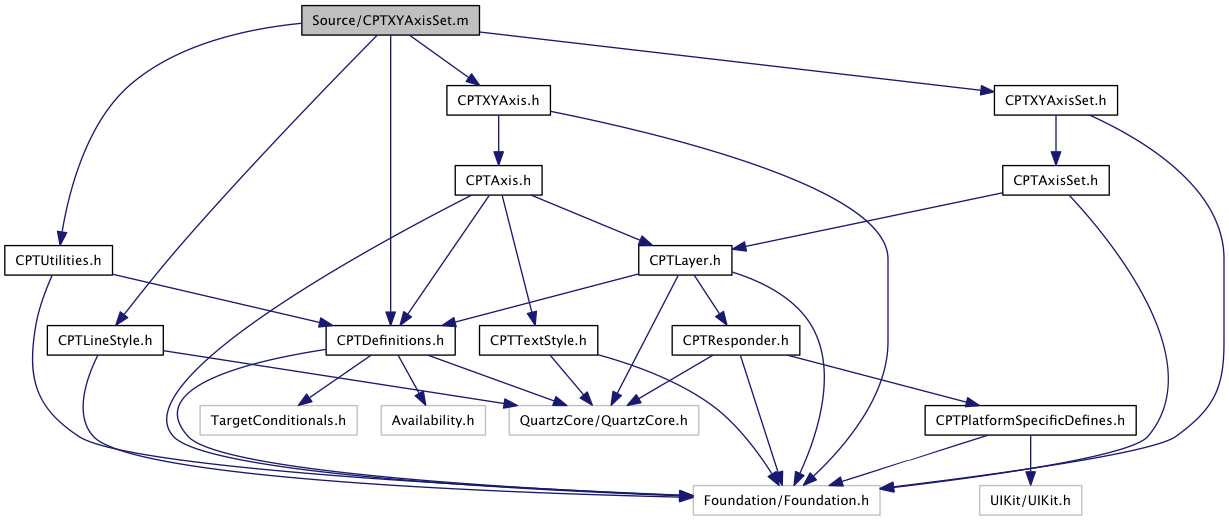 Source/CPTXYAxisSet.m
CPTXYAxis.h
CPTXYAxisSet.h
CPTAxis.h
CPTAxisSet.h
CPTUtilities.h
CPTLayer.h
CPTLineStyle.h
CPTDefinitions.h
CPTTextStyle.h
CPTResponder.h
TargetConditionals.h
Availability.h
QuartzCore/QuartzCore.h
CPTPlatformSpecificDefines.h
Foundation/Foundation.h
UIKit/UIKit.h